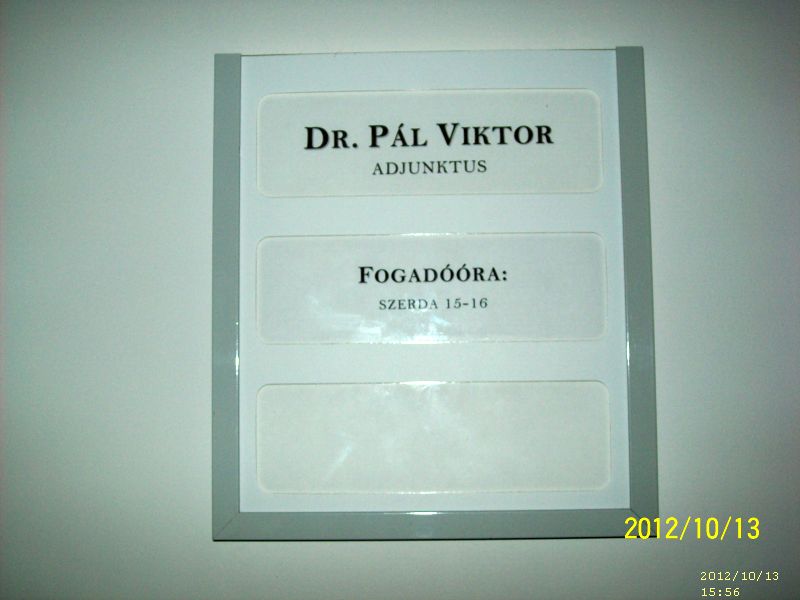 DR. PÁL VIKTOR
ADJUNKTUS
FOGADÓÓRA:
SZERDA 15-16
2012/10/13
2012/10/13
15:56